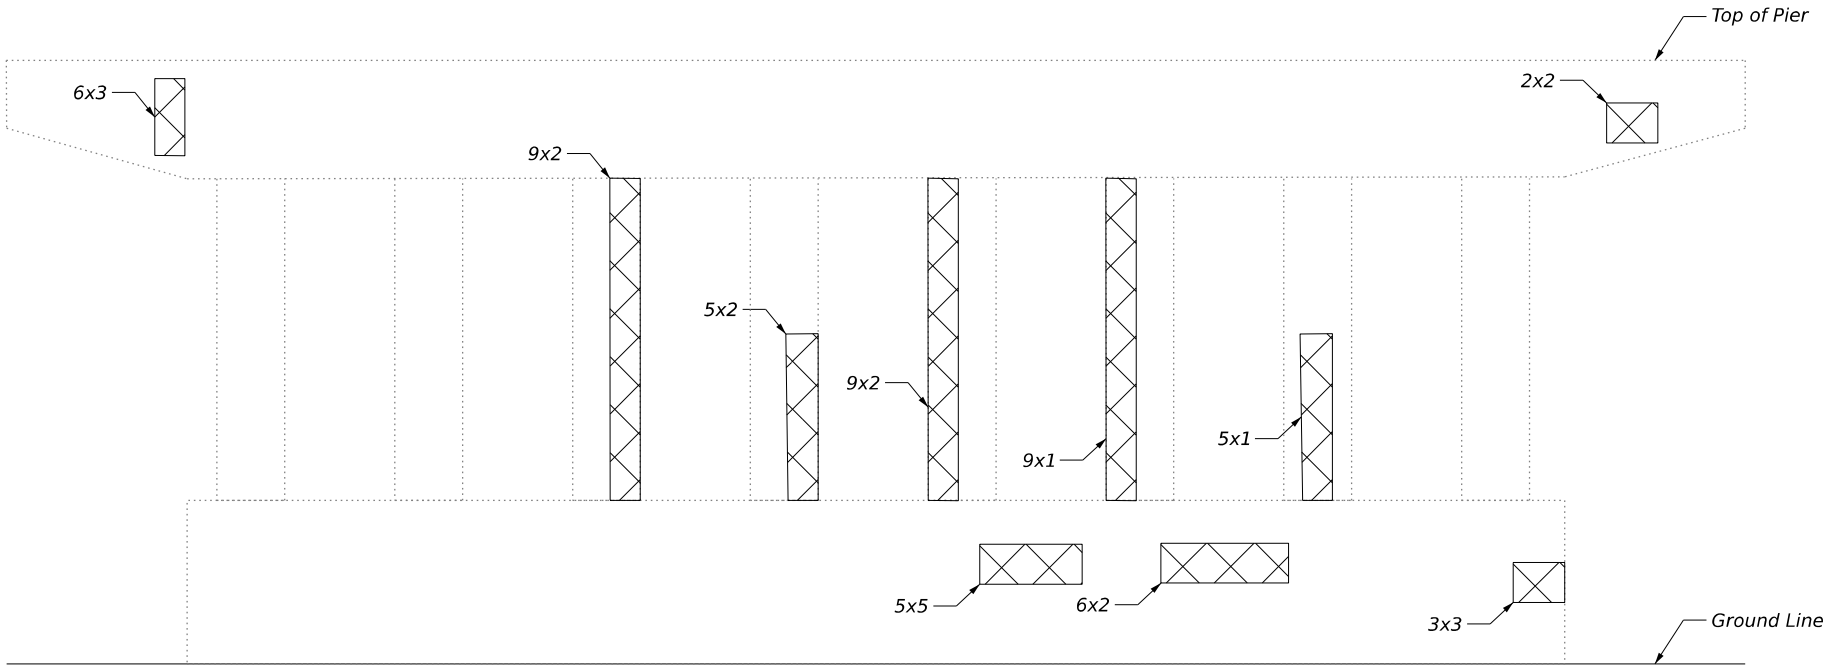 Top of Pier
6x3
2x2
9x2
5x2
9x2
5x1
9x1
5x5
6x2
3x3
Ground Line